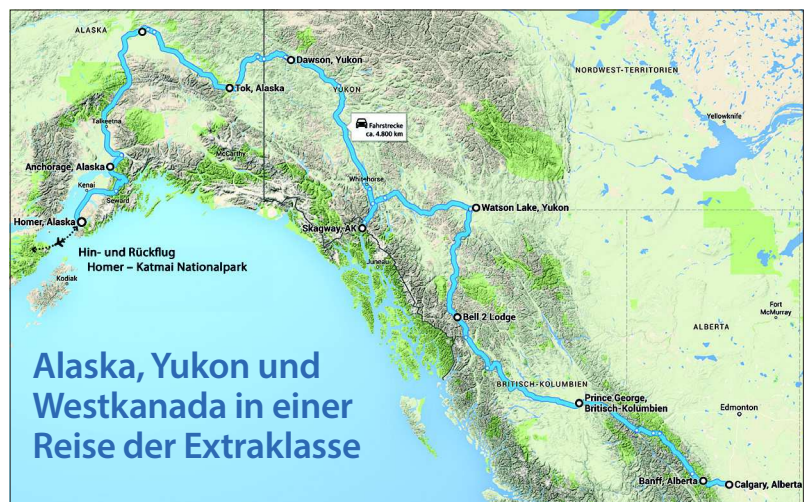 ALASKA
Dawson, Yukon
NORDWEST-TERRITORIEN
Tok, Alaska
YUKON
Yellowknife
Talkeetna
Fahrstrecke
ca. 4.800 km
McCarthy
Anchorage, Alaska
Kenai
Whitehorse
Seward
Watson Lake, Yukon
Homer, Alaska
Skagway, AK
Hin- und Rückflug
Homer – Katmai Nationalpark
Juneau
Kodiak
Bell 2 Lodge
Fort
McMurray
ALBERTA
Alaska, Yukon und
Westkanada in einer
Reise der Extraklasse
BRITISCH-KOLUMBIEN
Prince George,
Britisch-Kolumbien
Edmonton
Banff, Alberta
Calgary, Alberta